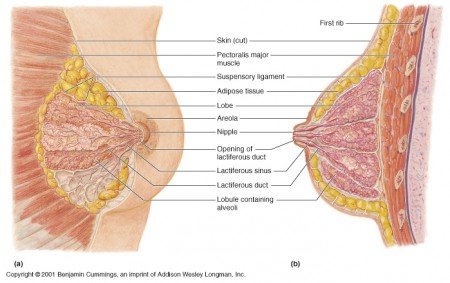 First rib
Skin (cut)
Pectoralis major
muscle
Suspensory ligament
Adipose tissue
Lobe
Areola
Nipple
Opening of
lactiferous duct
Lactiferous sinus
Lactiferous duct
Lobule containing
alveoli
(a)
(b)
Copyright © 2001 Benjamin Cummings, an imprint of Addison Wesley Longman, Inc.